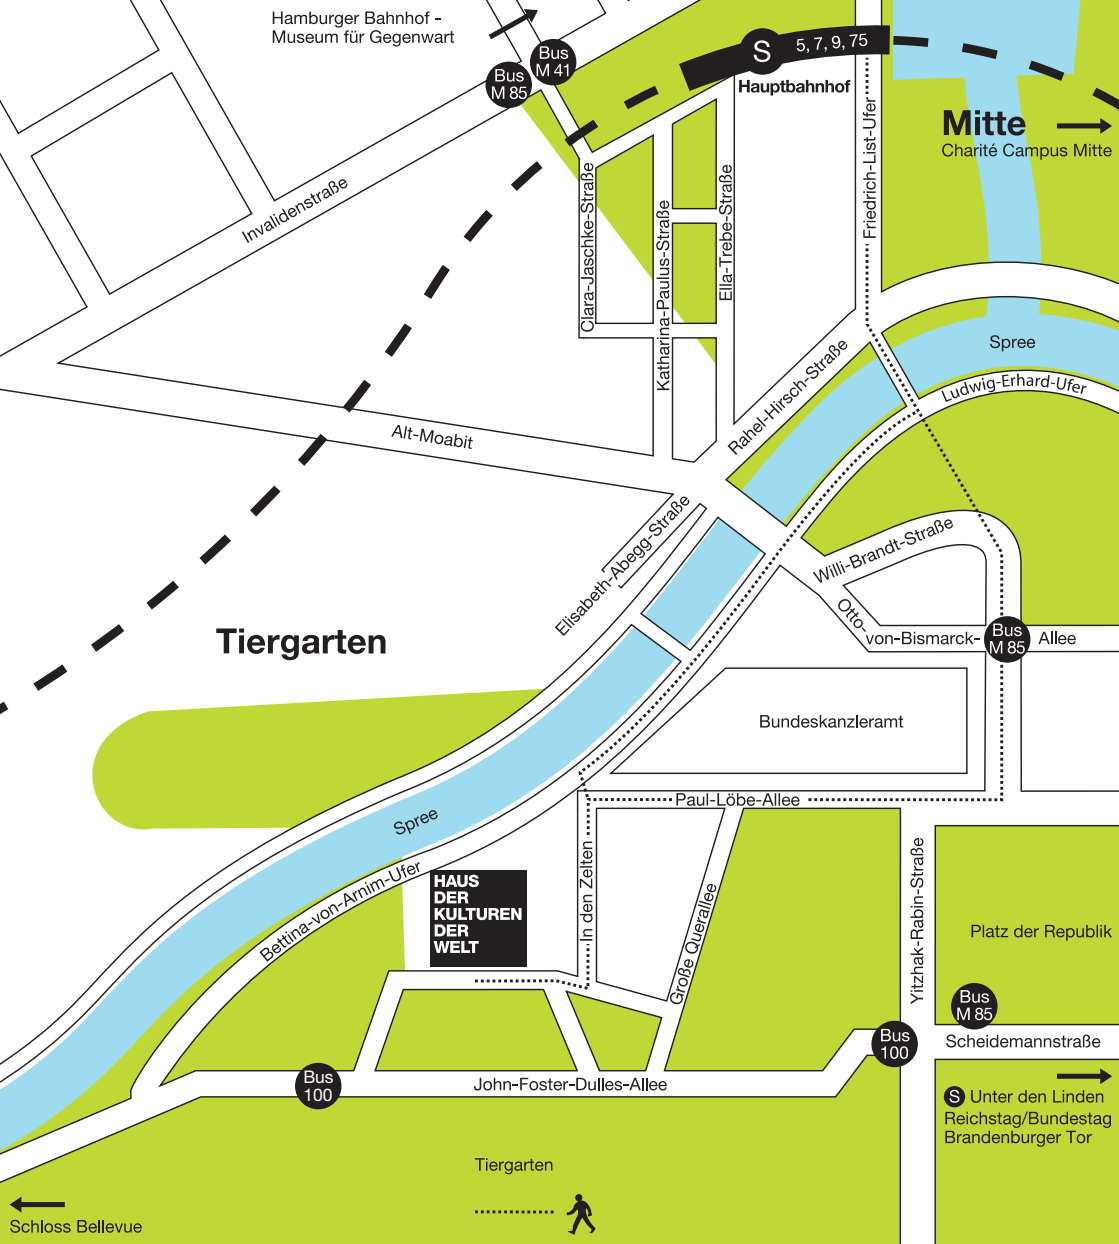 Hamburger Bahnhof -
Museum für Gegenwart
Bus
M 41
Bus
M 85
S
5, 7, 9, 75
Hauptbahnhof
Mitte
Charité Campus Mitte
Invalidenstraße
Clara-Jaschke-Straße
Katharina-Paulus-Straße
Ella-Trebe-Straße
Friedrich-List-Ufer
Rahel-Hirsch-Straße
Spree
Ludwig-Erhard-Ufer
Alt-Moabit
Elisabeth-Abegg-Straße
Willi-Brandt-Straße
Otto-
von-Bismarck-
Bus
M 85
Allee
Tiergarten
Bundeskanzleramt
Paul-Löbe-Allee
Spree
Bettina-von-Arnim-Ufer
HAUS
DER
KULTUREN
DER
WELT
In den Zelten
Große Querallee
Yitzhak-Rabin-Straße
Platz der Republik
Bus
M 85
Bus
100
Scheidemannstraße
Bus
100
John-Foster-Dulles-Allee
S Unter den Linden
Reichstag/Bundestag
Brandenburger Tor
Tiergarten
Schloss Bellevue